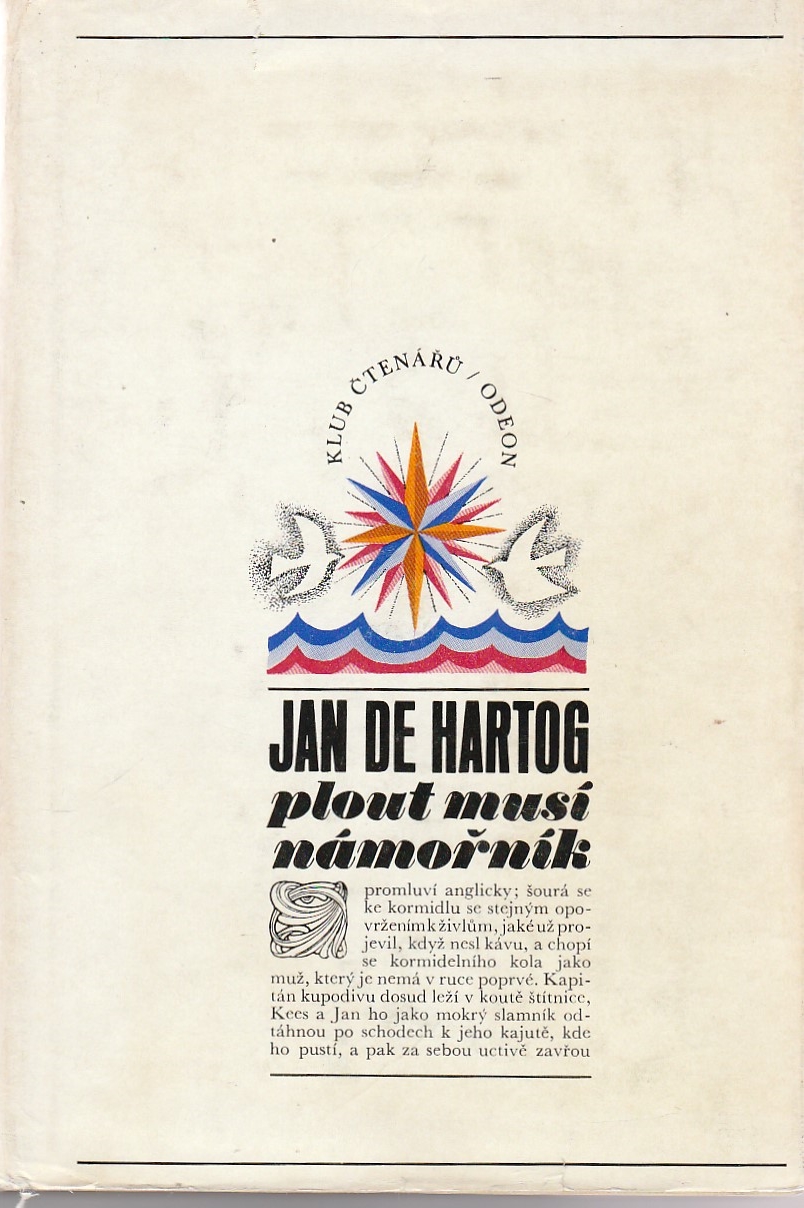 KLUB ČTENÁŘŮ / ODEON
JAN DE HARTOG
plout musí
námořník
promluví anglicky; šourá se
ke kormidlu se stejným opo-
vržením k živlům, jaké už pro-
jevil, když nesl kávu, a chopí
se kormidelního kola jako
muž, který je nemá v ruce poprvé. Kapi-
tán kupodivu dosud leží v koutě štítnice,
Kees a Jan ho jako mokrý slamník od-
táhnou po schodech k jeho kajutě, kde
ho pustí, a pak za sebou uctivě zavřou